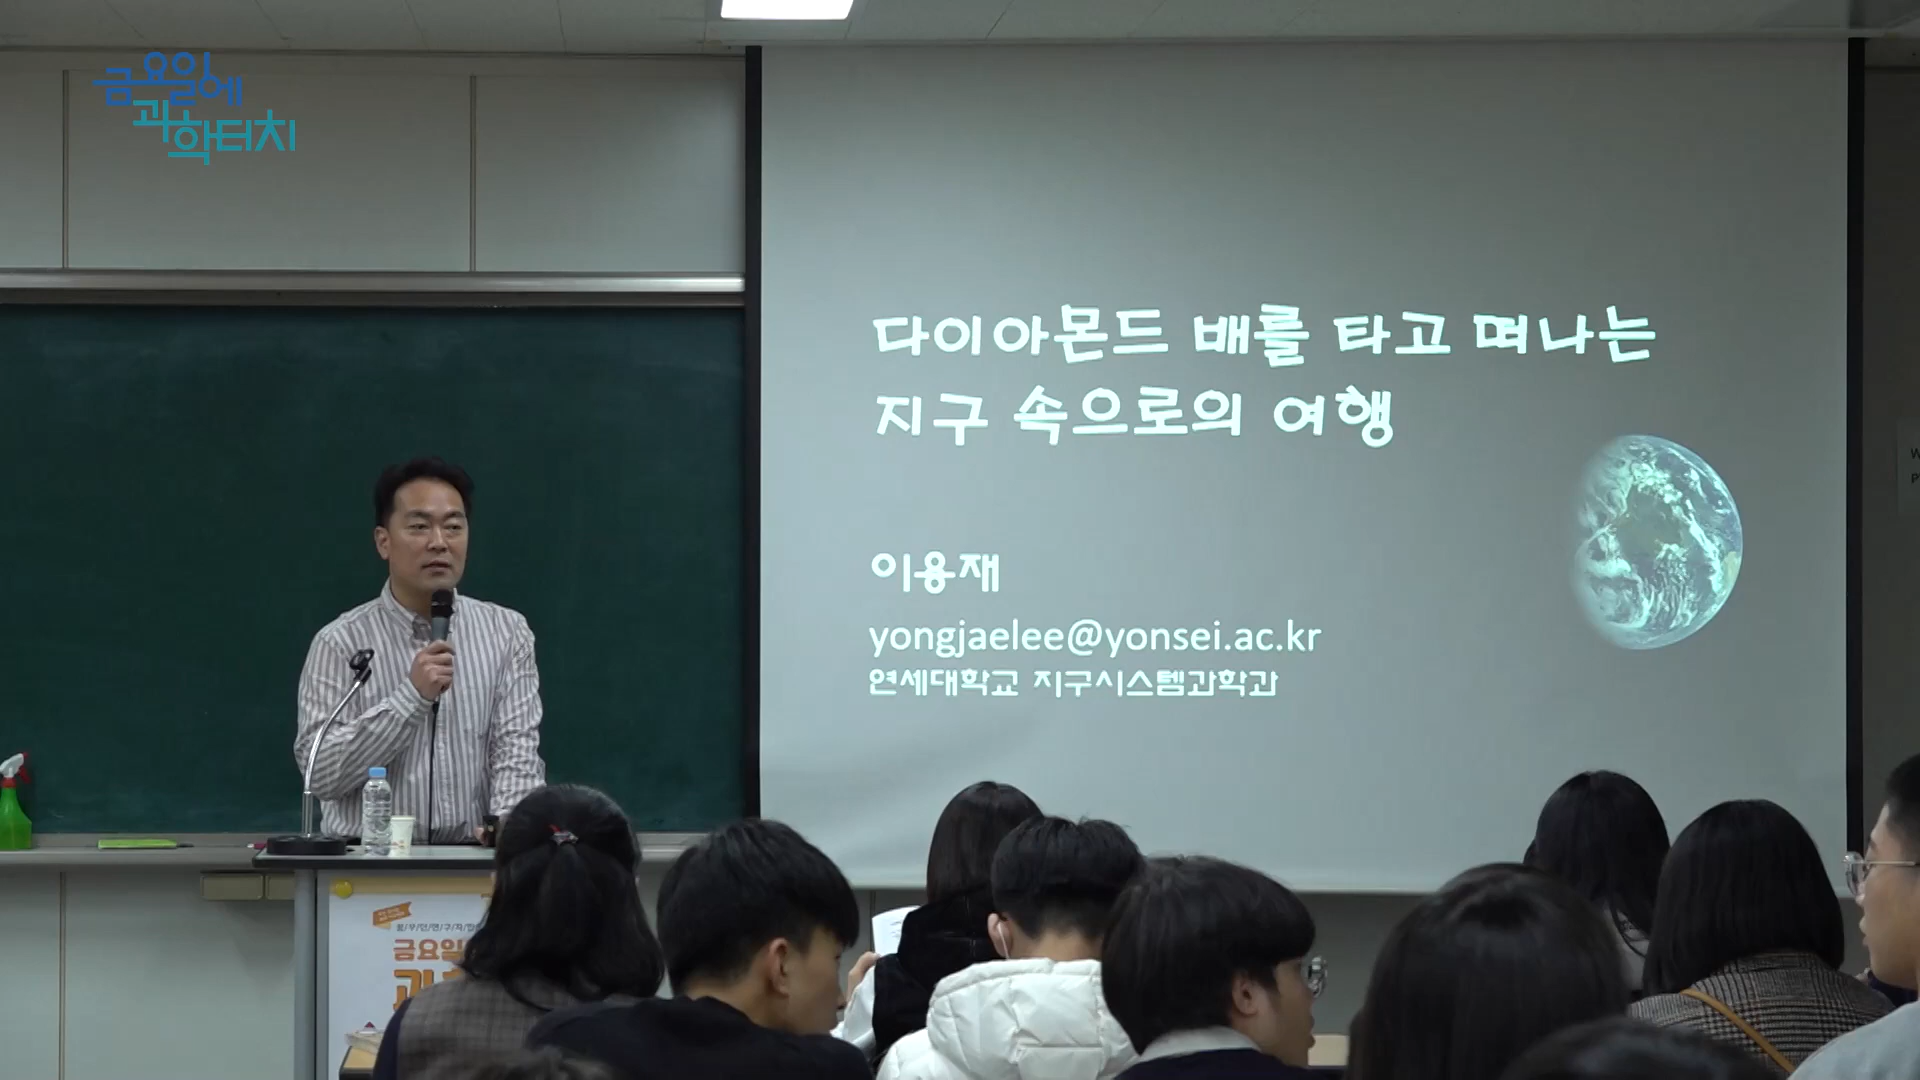 금요일에
과학터치
다이아몬드 배를 타고 떠나는
지구 속으로의 여행
이용재
yongjaelee@yonsei.ac.kr
연세대학교 지구시스템과학과
금요일